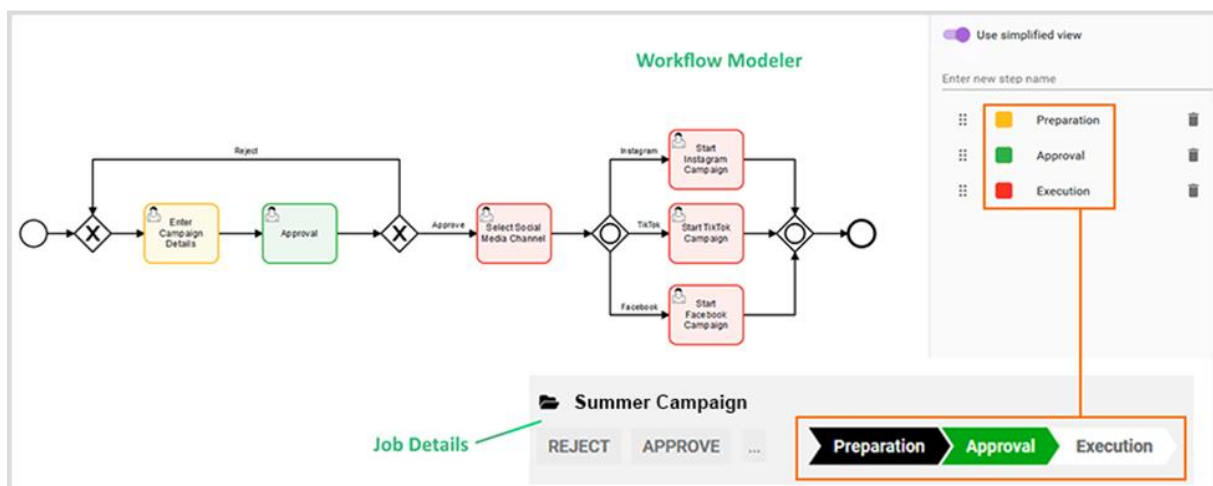 Use simplified view
Workflow Modeler
Enter new step name
Preparation
Approval
Execution
Reject
Enter
Campaign
Details
Approval
Approve
Select Social
Media Channel
Instagram
TikTok
Facebook
Start
Instagram
Campaign
Start TikTok
Campaign
Start
Facebook
Campaign
Summer Campaign
Job Details
REJECT APPROVE ... Preparation Approval Execution